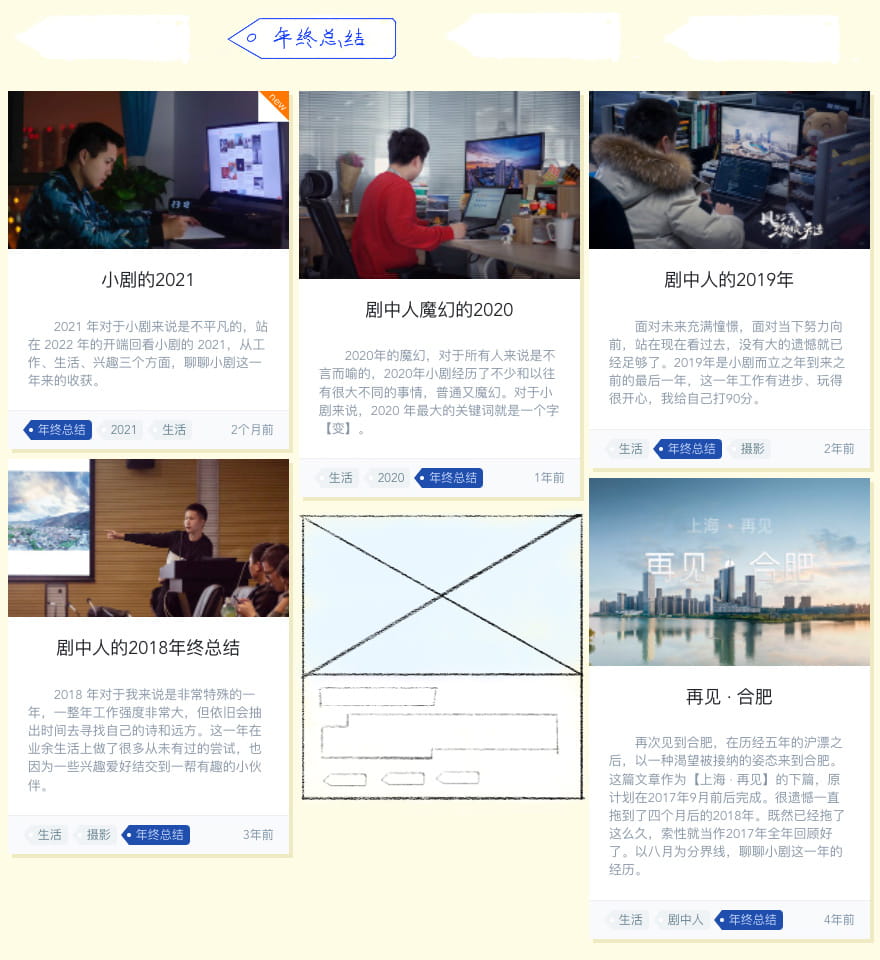 年终总结
new
小剧的2021
2021 年对于小剧来说是不平凡的，站
在 2022 年的开端回看小剧的 2021，从工
作、生活、兴趣三个方面，聊聊小剧这一
年来的收获。
年终总结 2021 生活 2个月前
剧中人魔幻的2020
2020年的魔幻，对于所有人来说是不
言而喻的，2020年小剧经历了不少和以往
有很大不同的事情，普通又魔幻。对于小
剧来说，2020 年最大的关键词就是一个字
【变】。
生活 2020 年终总结 1年前
剧中人的2019年
面对未来充满憧憬，面对当下努力向
前，站在现在看过去，没有大的遗憾就已
经足够了。2019年是小剧而立之年到来之
前的最后一年，这一年工作有进步、玩得
很开心，我给自己打90分。
生活 年终总结 摄影 2年前
剧中人的2018年终总结
2018 年对于我来说是非常特殊的一
年，一整年工作强度非常大，但依旧会抽
出时间去寻找自己的诗和远方。这一年在
业余生活上做了很多从未有过的尝试，也
因为一些兴趣爱好结交到一帮有趣的小伙
伴。
生活 摄影 年终总结 3年前
上海·再见
再见 · 合肥
再见 · 合肥
再次见到合肥，在历经五年的沪漂之
后，以一种渴望被接纳的姿态来到合肥。
这篇文章作为【上海 · 再见】的下篇，原
计划在2017年9月前后完成。很遗憾一直
拖到了四个月后的2018年。既然已经拖了
这么久，索性就当作2017年全年回顾好
了。以八月为分界线，聊聊小剧这一年的
经历。
生活 剧中人 年终总结 4年前